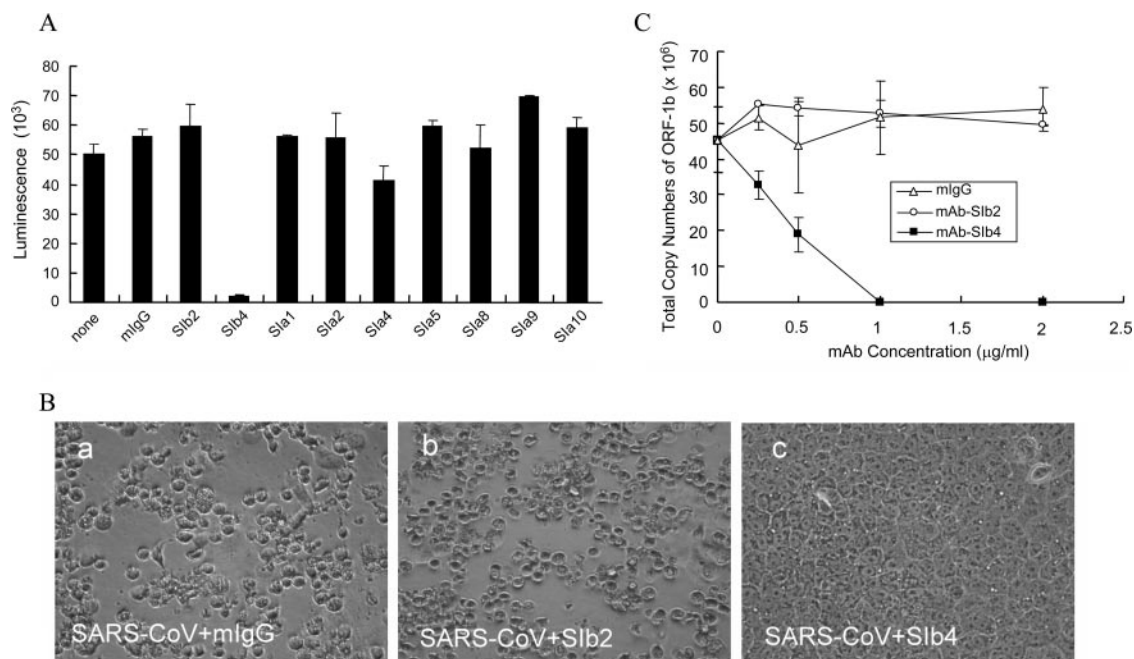 A
Luminescence (10³)
80
70
60
50
40
30
20
10
0
none
mIgG
SIb2
SIb4
SIa1
SIa2
SIa4
SIa5
SIa8
SIa9
SIa10
C
Total Copy Numbers of ORF-1b (x 10⁶)
70
60
50
40
30
20
10
0
0
0.5
1
1.5
2
2.5
mAb Concentration (µg/ml)
mIgG
mAb-SIb2
mAb-SIb4
B
a
SARS-CoV+mIgG
b
SARS-CoV+SIb2
c
SARS-CoV+SIb4